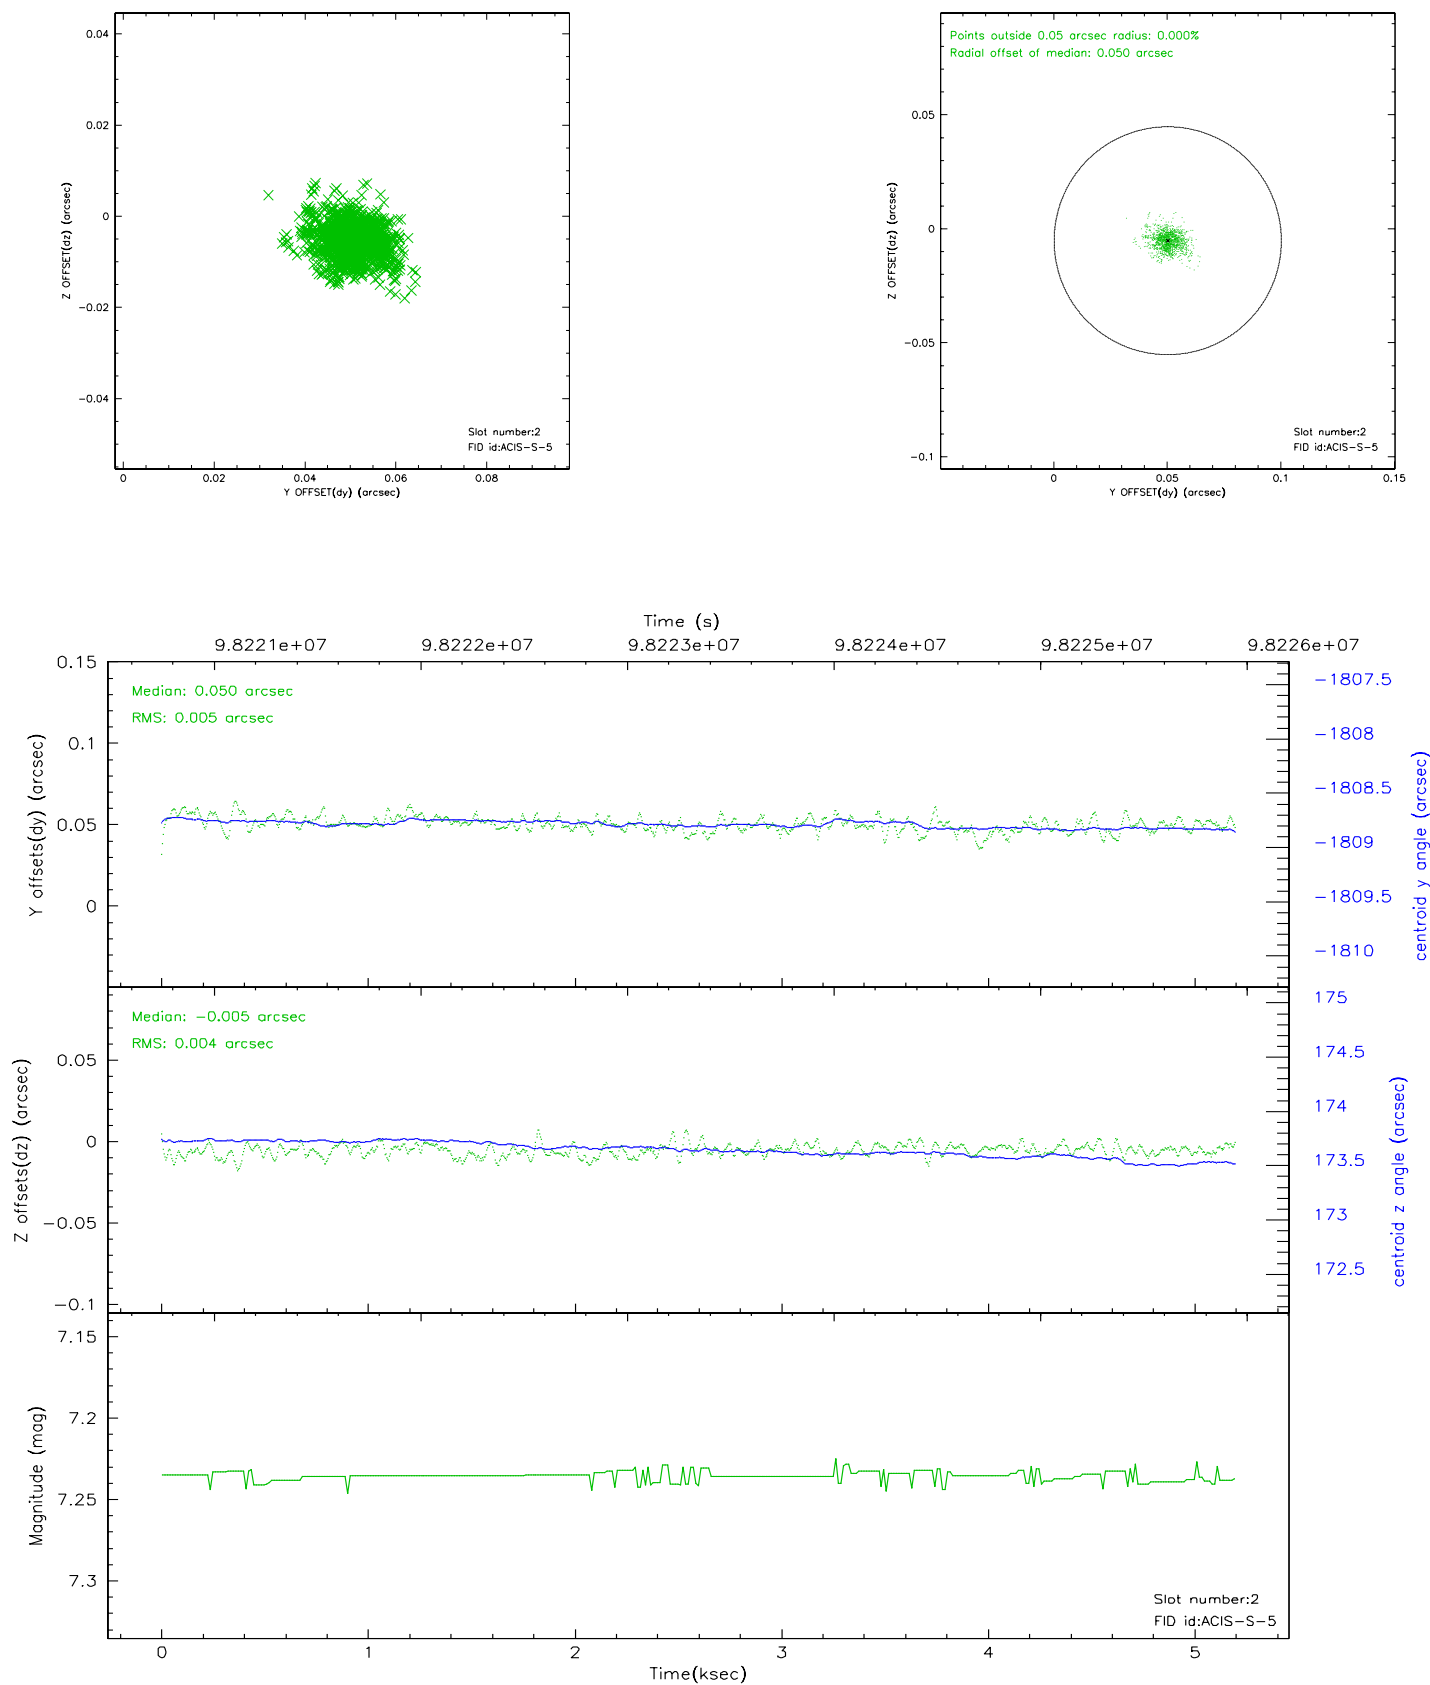 0.04
0.02
0
−0.02
−0.04
Z OFFSET(dz) (arcsec)
Slot number:2
FID id:ACIS−S−5
0 0.02 0.04 0.06 0.08
Y OFFSET(dy) (arcsec)
Points outside 0.05 arcsec radius: 0.000%
Radial offset of median: 0.050 arcsec
0.05
0
−0.05
−0.1
Z OFFSET(dz) (arcsec)
Slot number:2
FID id:ACIS−S−5
0 0.05 0.1 0.15
Y OFFSET(dy) (arcsec)
Time (s)
9.8221e+07 9.8222e+07 9.8223e+07 9.8224e+07 9.8225e+07 9.8226e+07
0.15
0.1
0.05
0
Y offsets(dy) (arcsec)
Median: 0.050 arcsec
RMS: 0.005 arcsec
−1807.5
−1808
−1808.5
−1809
−1809.5
−1810
centroid y angle (arcsec)
0.05
0
−0.05
−0.1
Z offsets(dz) (arcsec)
Median: −0.005 arcsec
RMS: 0.004 arcsec
175
174.5
174
173.5
173
172.5
centroid z angle (arcsec)
7.15
7.2
7.25
7.3
Magnitude (mag)
Slot number:2
FID id:ACIS−S−5
0 1 2 3 4 5
Time(ksec)